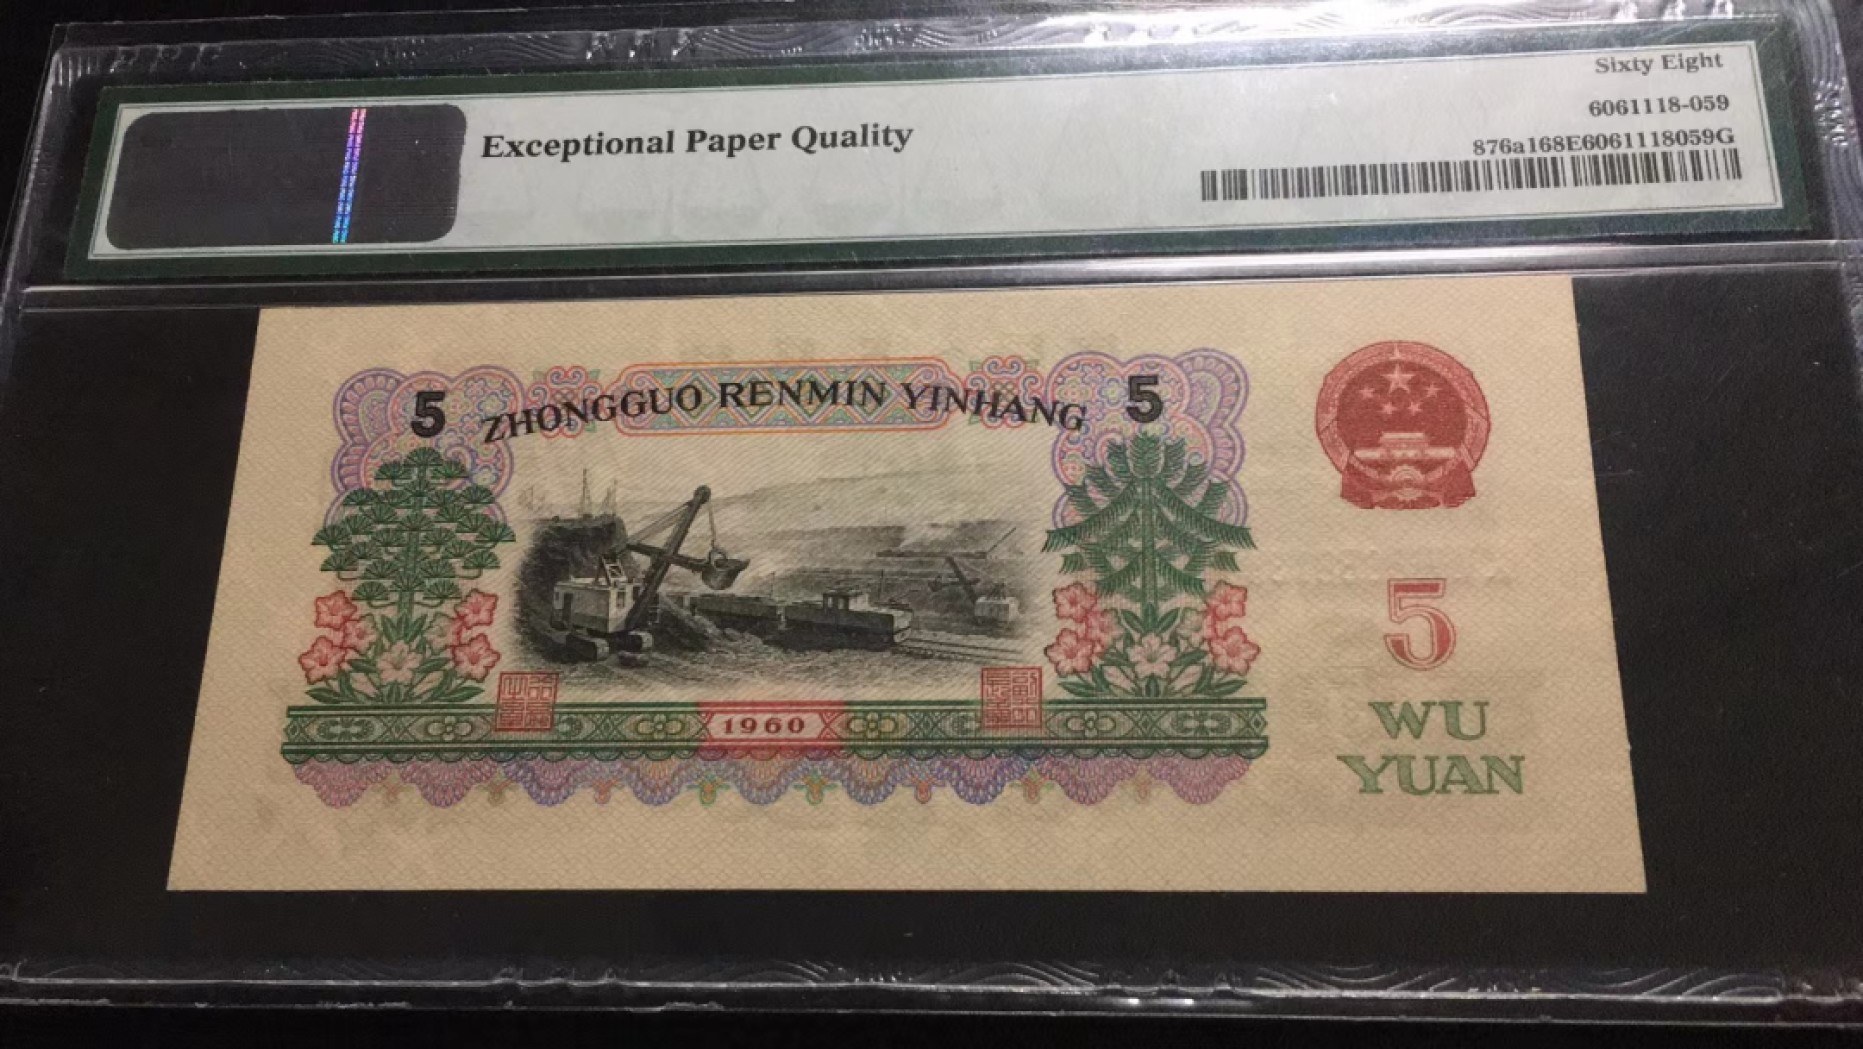 Sixty Eight
Exceptional Paper Quality
6061118-059
876a168E6061118059G
5 ZHONGGUO RENMIN YINHANG 5
1960
5
WU
YUAN